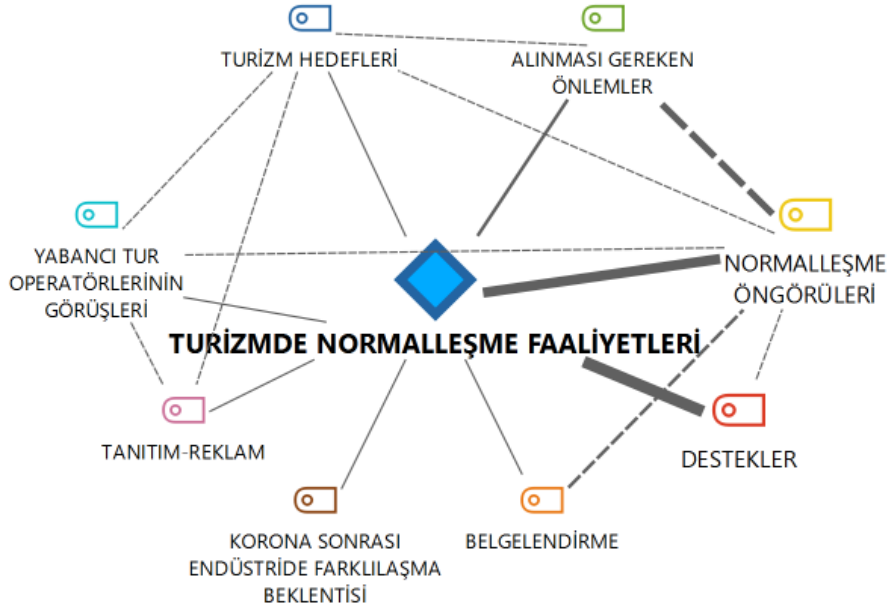 TURİZM HEDEFLERİ
ALINMASI GEREKEN
ÖNLEMLER
YABANCI TUR
OPERATÖRLERİNİN
GÖRÜŞLERİ
NORMALLEŞME
ÖNGÖRÜLERİ
TURİZMDE NORMALLEŞME FAALİYETLERİ
TANITIM-REKLAM
DESTEKLER
KORONA SONRASI
ENDÜSTRİDE FARKLILAŞMA
BEKLENTİSİ
BELGELENDİRME